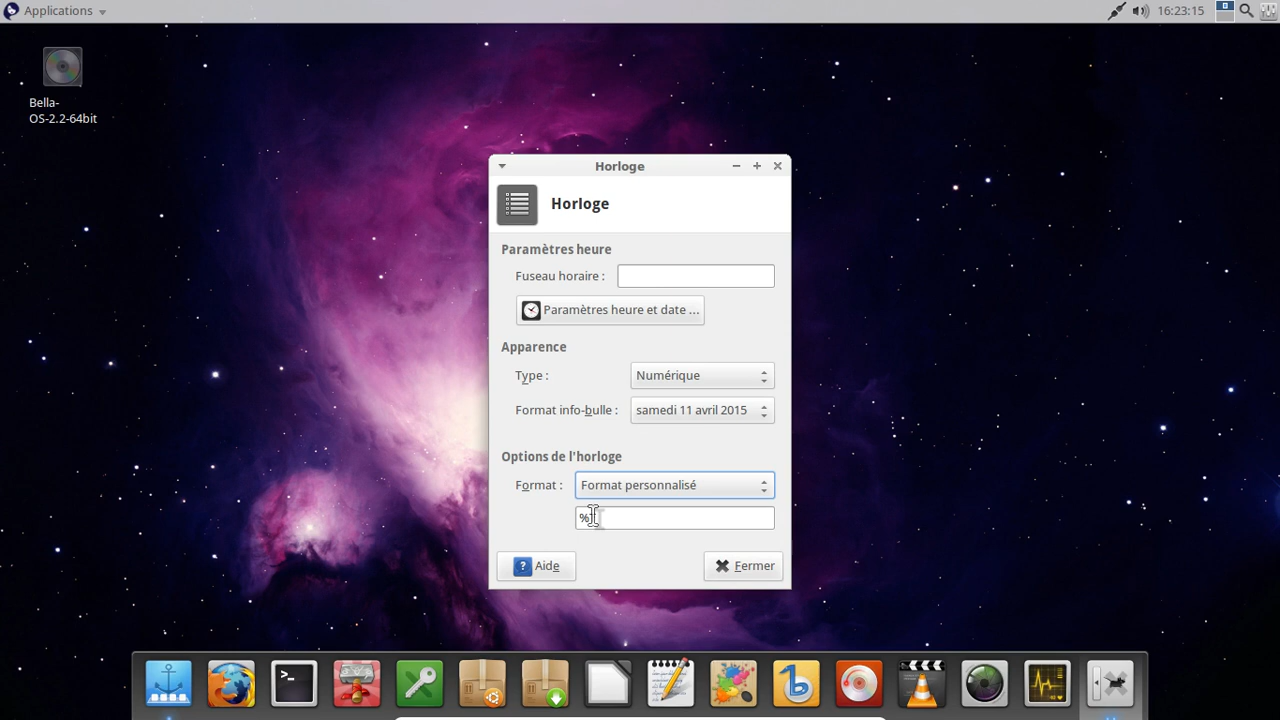 Applications
16:23:15
Bella-
OS-2.2-64bit
Horloge
Horloge
Paramètres heure
Fuseau horaire :
Paramètres heure et date ...
Apparence
Type :
Numérique
Format info-bulle :
samedi 11 avril 2015
Options de l'horloge
Format :
Format personnalisé
Aide
Fermer